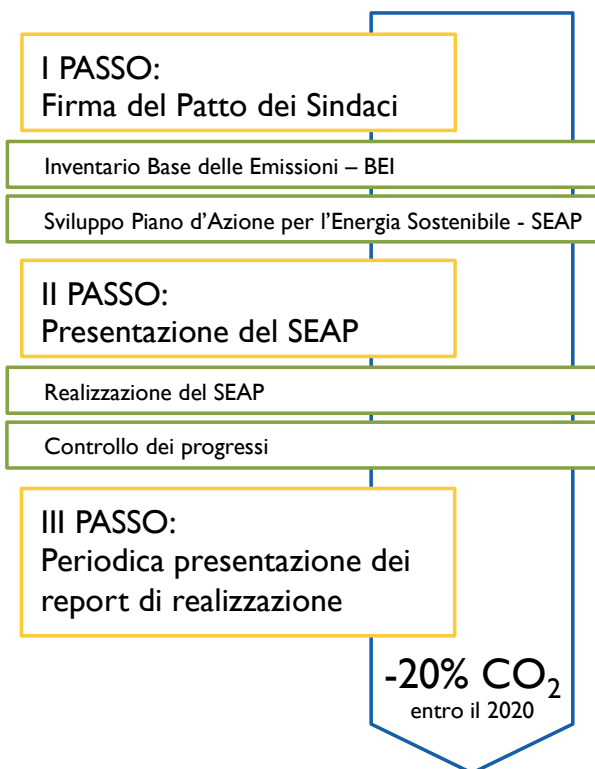 I PASSO:
Firma del Patto dei Sindaci
Inventario Base delle Emissioni – BEI
Sviluppo Piano d'Azione per l'Energia Sostenibile - SEAP
II PASSO:
Presentazione del SEAP
Realizzazione del SEAP
Controllo dei progressi
III PASSO:
Periodica presentazione dei
report di realizzazione
-20% CO₂
entro il 2020